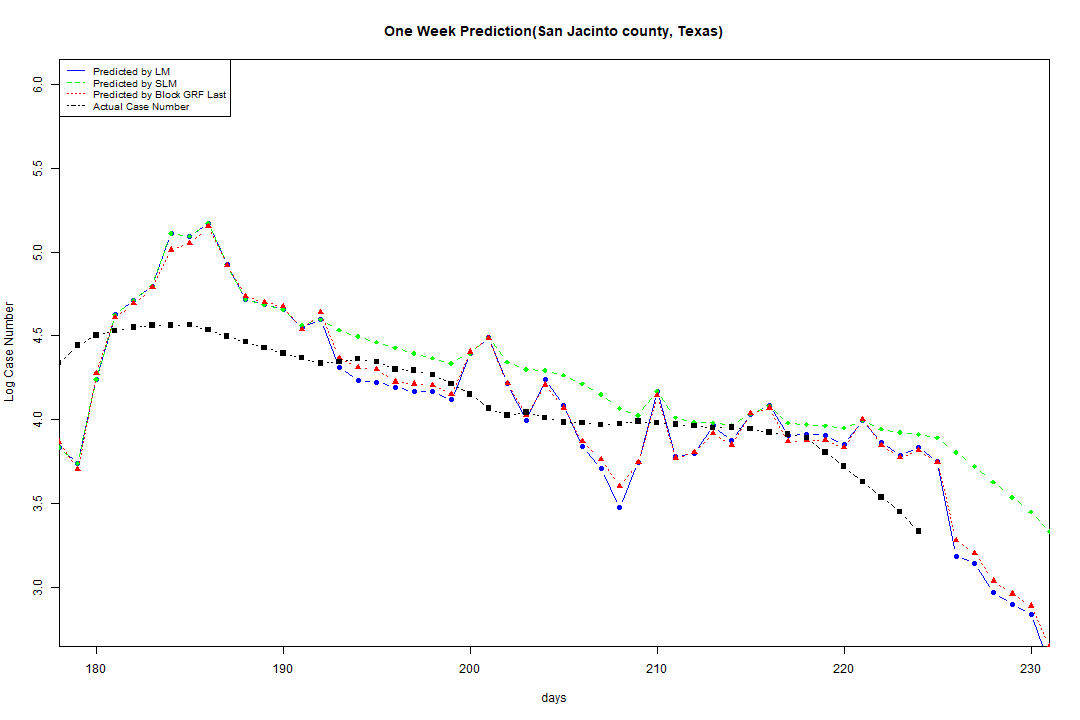 One Week Prediction(San Jacinto county, Texas)
Predicted by LM
Predicted by SLM
Predicted by Block GRF Last
Actual Case Number
6.0
5.5
5.0
4.5
4.0
3.5
3.0
Log Case Number
180 190 200 210 220 230
days